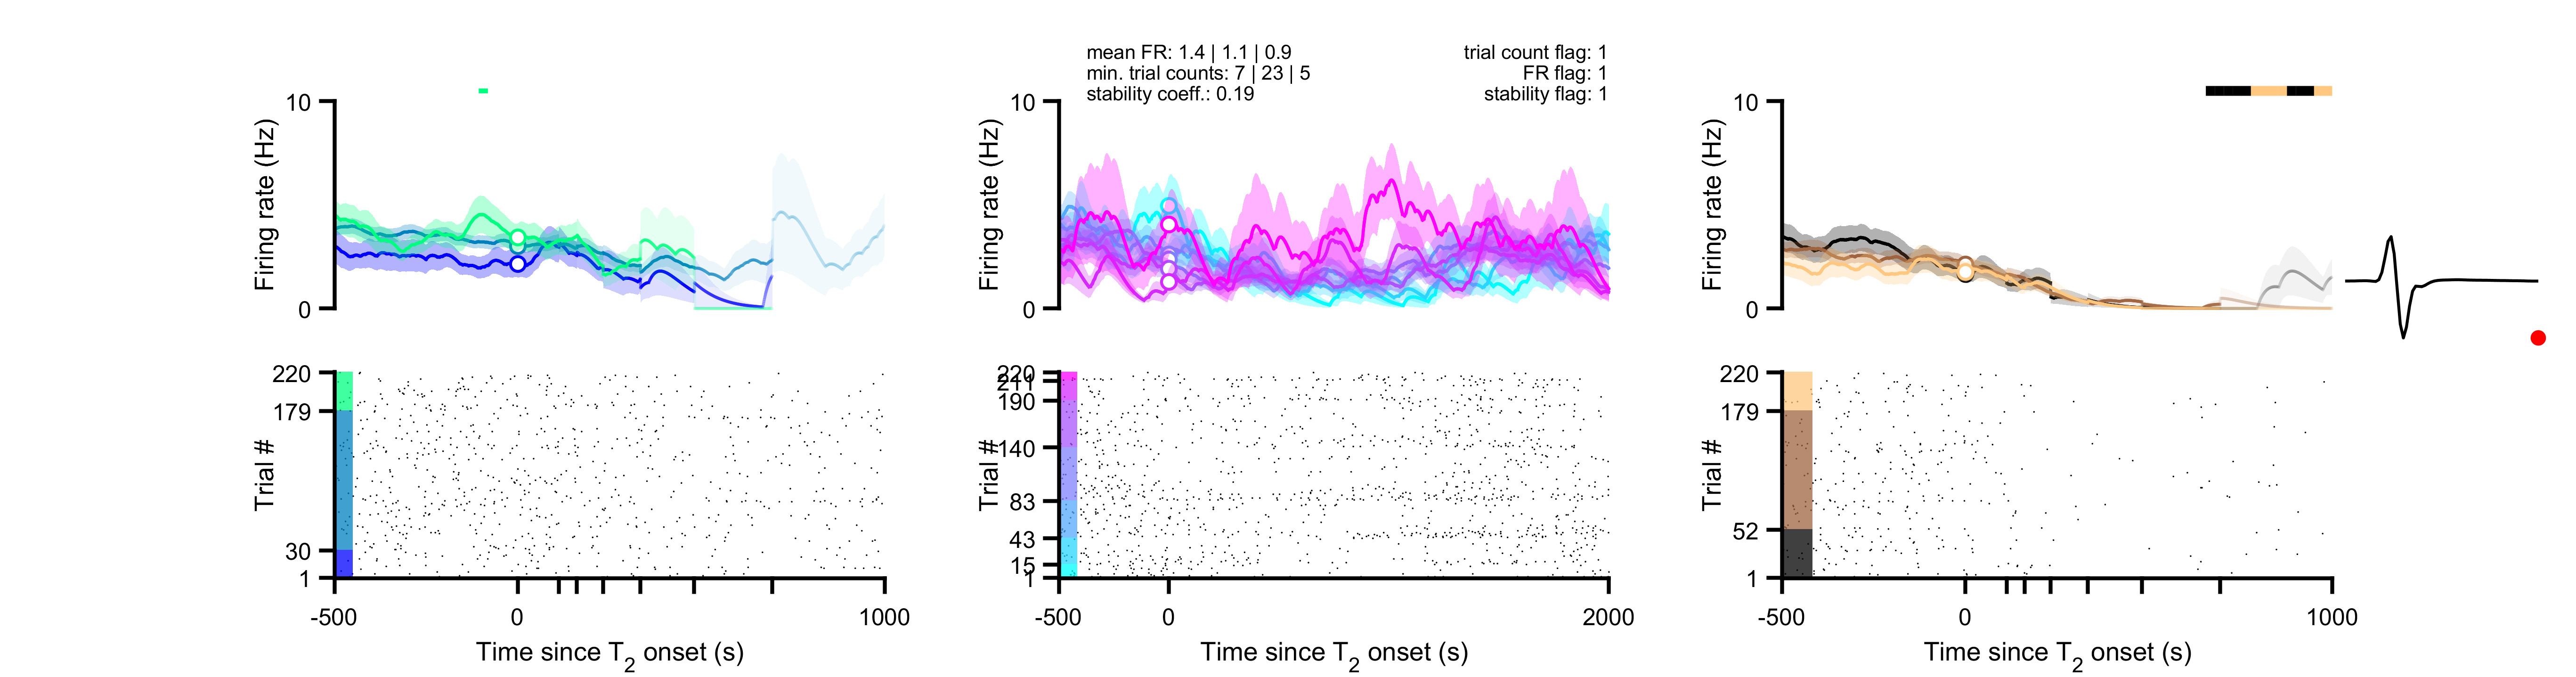 mean FR: 1.4 | 1.1 | 0.9
min. trial counts: 7 | 23 | 5
stability coeff.: 0.19
trial count flag: 1
FR flag: 1
stability flag: 1
10
0
Firing rate (Hz)
220
179
30
1
Trial #
-500
0
1000
Time since T2 onset (s)
10
0
Firing rate (Hz)
220
211
190
140
83
43
15
1
Trial #
-500
0
2000
Time since T2 onset (s)
10
0
Firing rate (Hz)
220
179
52
1
Trial #
-500
0
1000
Time since T2 onset (s)